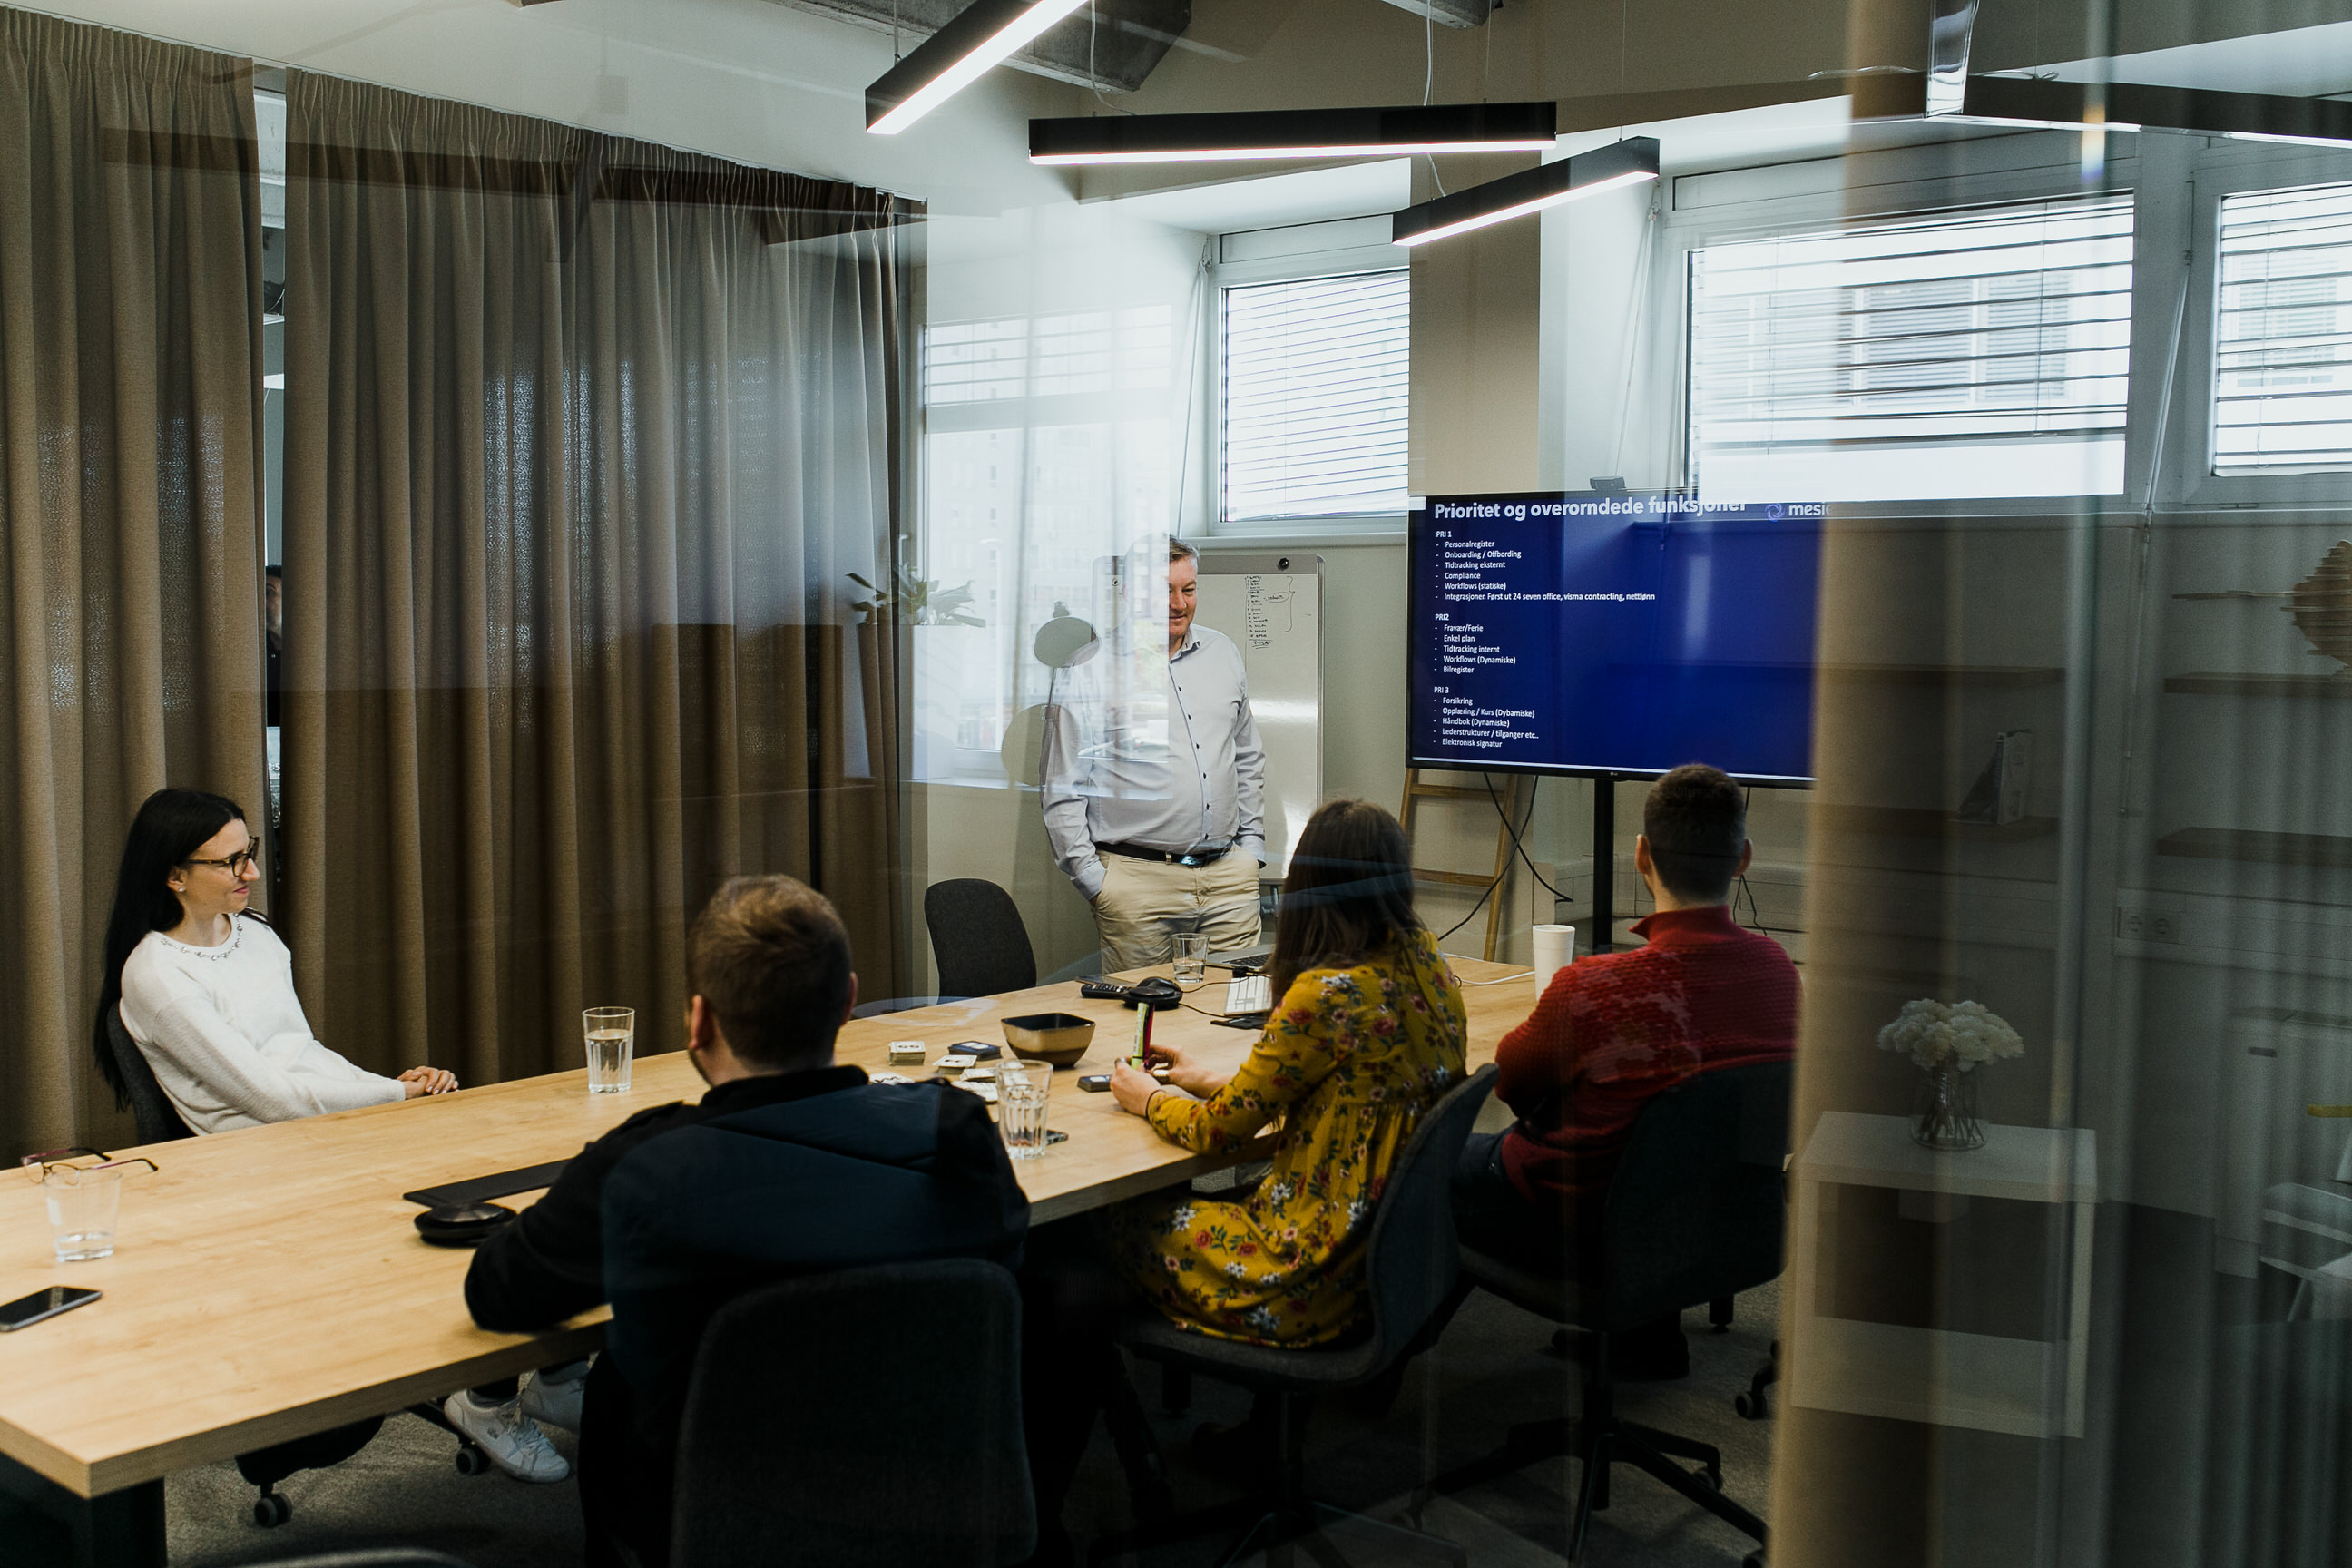 Prioritet og overorndede funksjoner
PRI 1
- Personalregister
- Onboarding / Offbording
- Tidtracking eksternt
- Compliance
- Workflows (statiske)
- Integrasjoner. Først ut 24 seven office, visma contracting, nettlønn
PRI2
- Fravær/Ferie
- Enkel plan
- Tidtracking internt
- Workflows (Dynamiske)
- Bilregister
PRI 3
- Forsikring
- Opplæring / Kurs (Dybamiske)
- Håndbok (Dynamiske)
- Lederstrukturer / tilganger etc..
- Elektronisk signatur